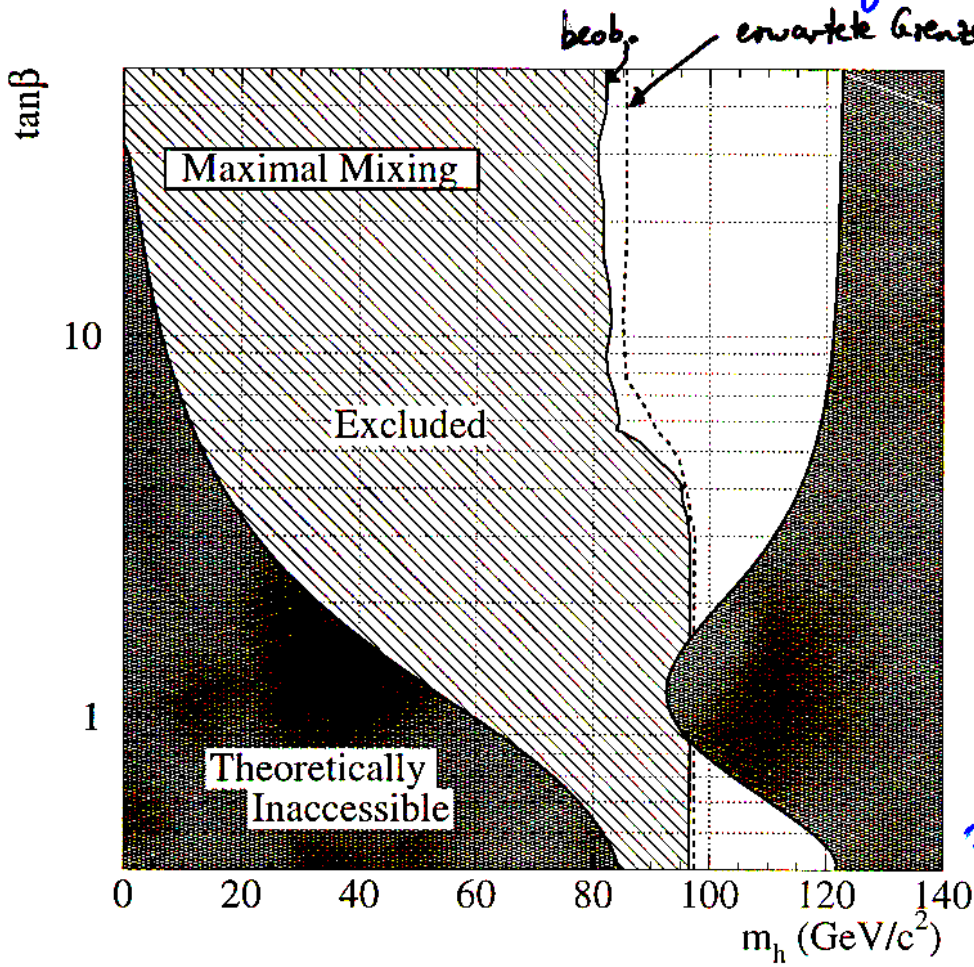 beob. erwartete Grenze
tanβ
Maximal Mixing
10
Excluded
1
Theoretically
Inaccessible
0 20 40 60 80 100 120 140
m_h (GeV/c²)